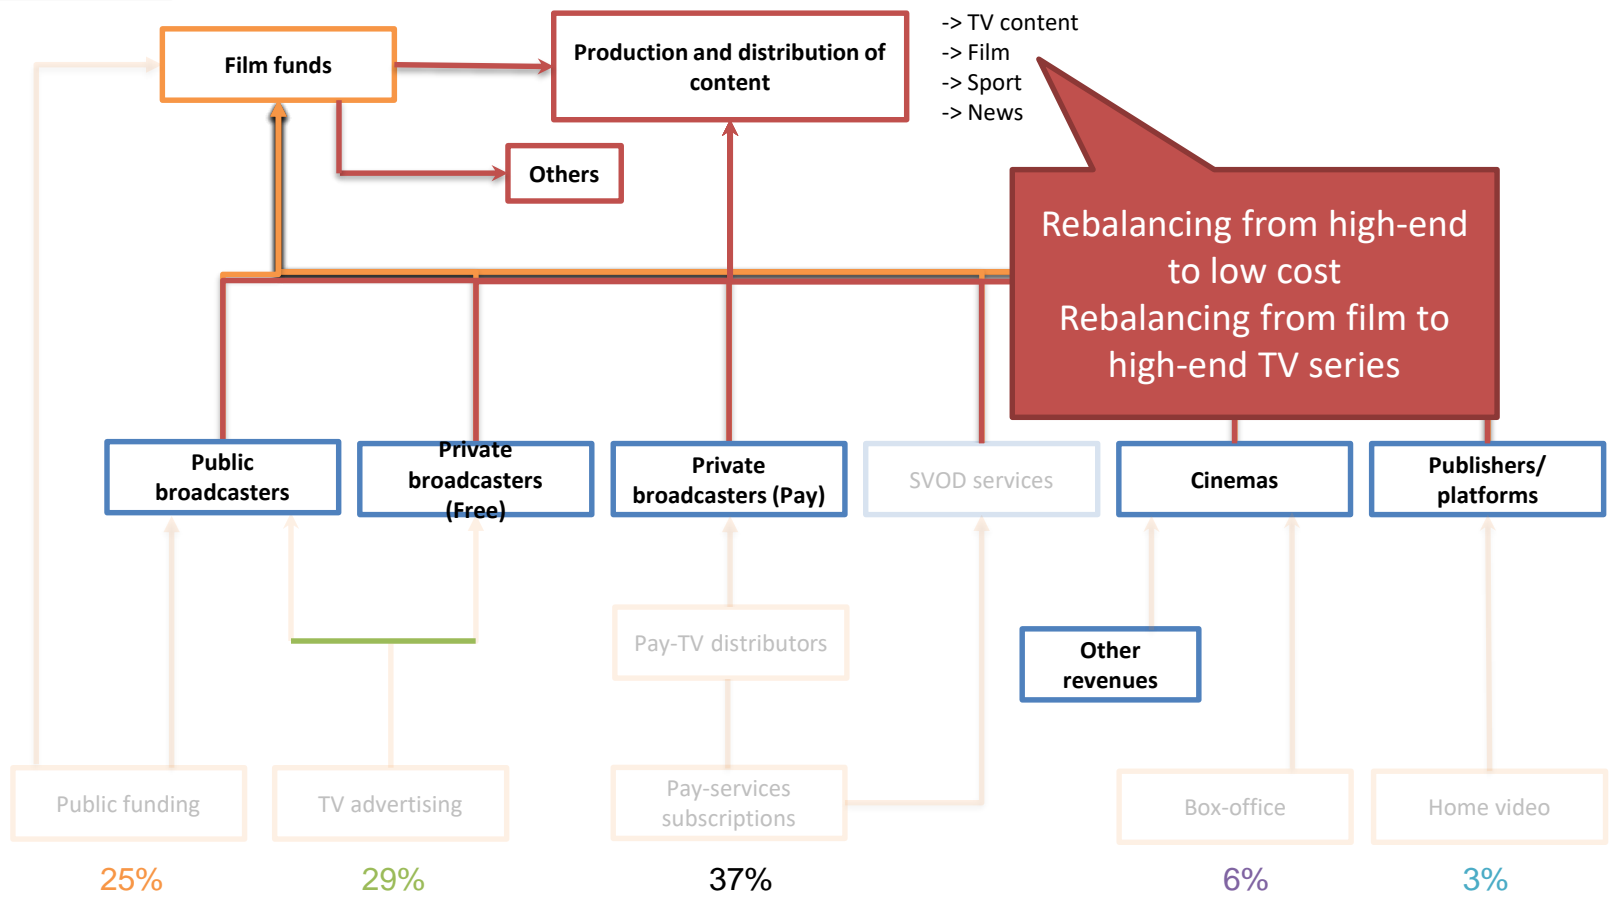 Film funds
Production and distribution of
content
-> TV content
-> Film
-> Sport
-> News
Others
Rebalancing from high-end
to low cost
Rebalancing from film to
high-end TV series
Public
broadcasters
Private
broadcasters
(Free)
Private
broadcasters (Pay)
SVOD services
Cinemas
Publishers/
platforms
Pay-TV distributors
Other
revenues
Public funding
TV advertising
Pay-services
subscriptions
Box-office
Home video
25%
29%
37%
6%
3%